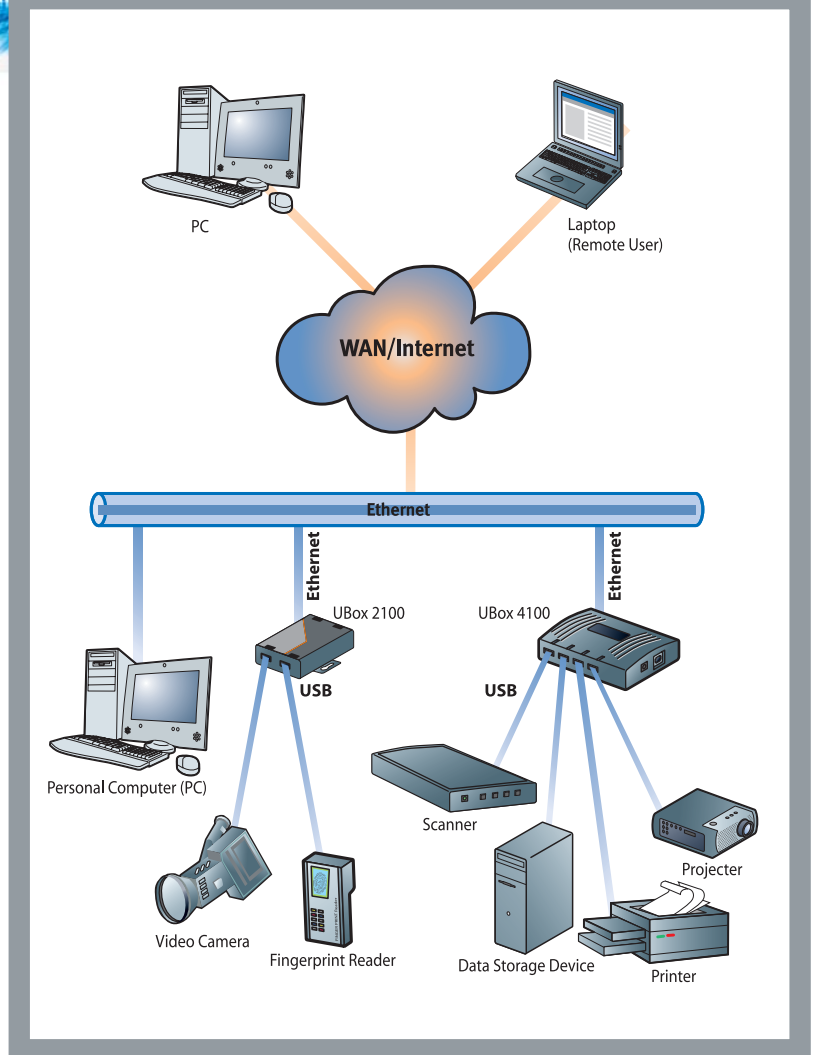 PC
Laptop
(Remote User)
WAN/Internet
Ethernet
Ethernet
Ethernet
UBox 2100
UBox 4100
USB
USB
Personal Computer (PC)
Scanner
Projecter
Video Camera
Fingerprint Reader
Data Storage Device
Printer